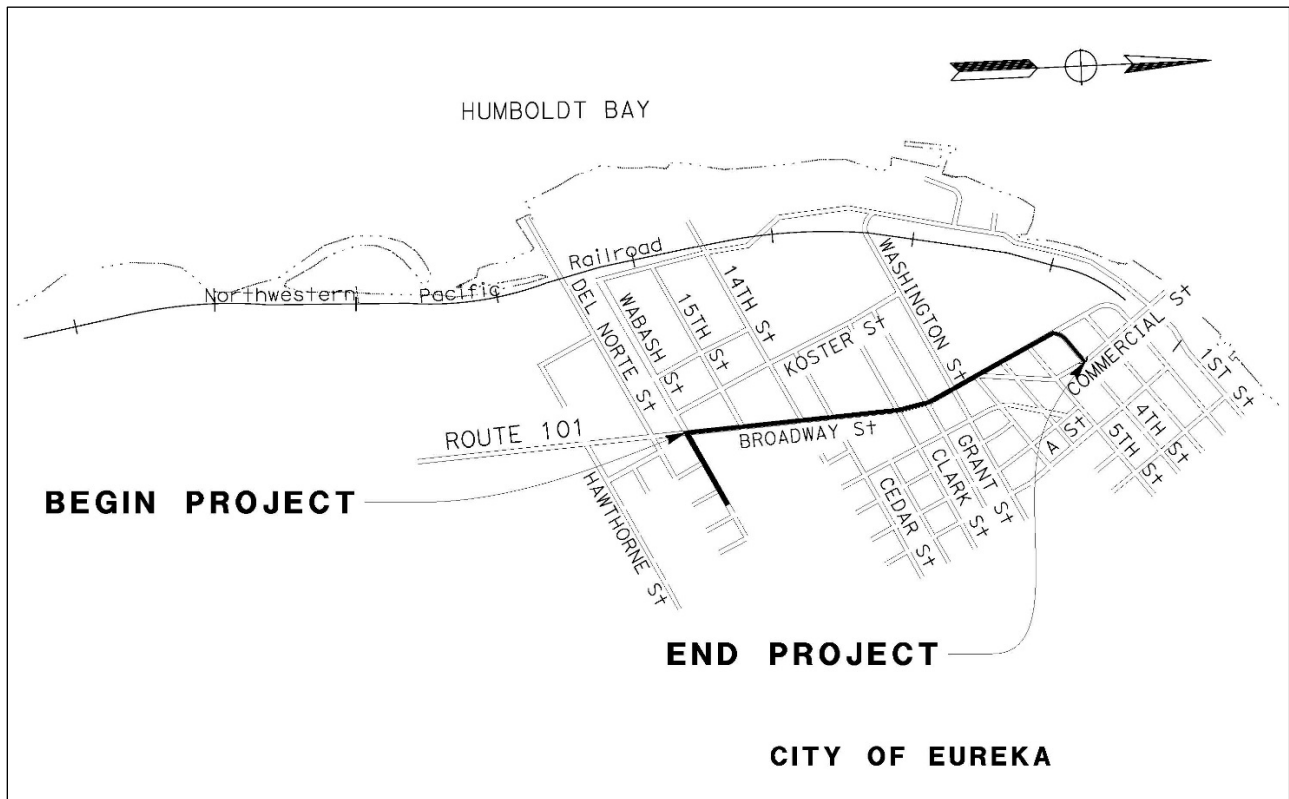 HUMBOLDT BAY
Northwestern Pacific Railroad
DEL NORTE St
WABASH St
15TH St
14TH St
KOSTER St
WASHINGTON St
COMMERCIAL St
1ST St
4TH St
5TH St
A St
GRANT St
CLARK St
CEDAR St
BROADWAY St
ROUTE 101
HAWTHORNE St
BEGIN PROJECT
END PROJECT
CITY OF EUREKA